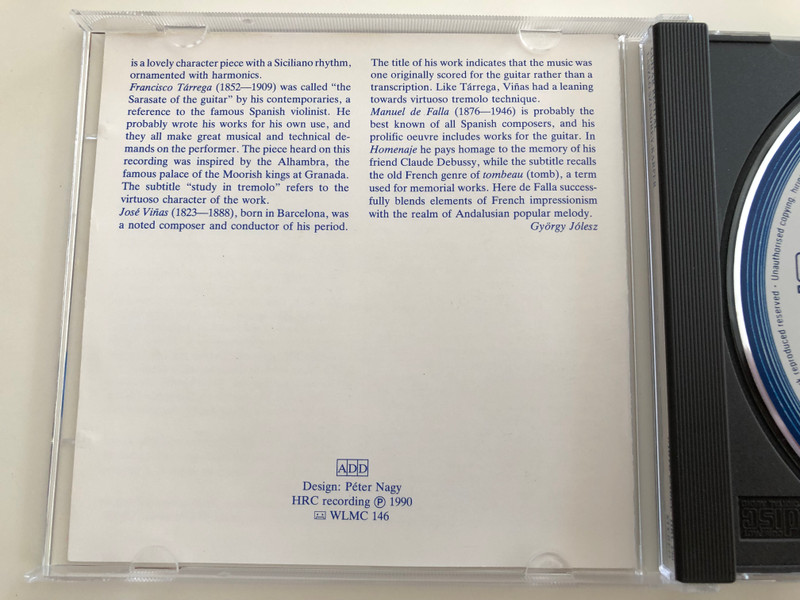 is a lovely character piece with a Siciliano rhythm,
ornamented with harmonics.
Francisco Tárrega (1852—1909) was called “the
Sarasate of the guitar” by his contemporaries, a
reference to the famous Spanish violinist. He
probably wrote his works for his own use, and
they all make great musical and technical de-
mands on the performer. The piece heard on this
recording was inspired by the Alhambra, the
famous palace of the Moorish kings at Granada.
The subtitle “study in tremolo” refers to the
virtuoso character of the work.
José Viñas (1823—1888), born in Barcelona, was
a noted composer and conductor of his period.
The title of his work indicates that the music was
one originally scored for the guitar rather than a
transcription. Like Tárrega, Viñas had a leaning
towards virtuoso tremolo technique.
Manuel de Falla (1876—1946) is probably the
best known of all Spanish composers, and his
prolific oeuvre includes works for the guitar. In
Homenaje he pays homage to the memory of his
friend Claude Debussy, while the subtitle recalls
the old French genre of tombeau (tomb), a term
used for memorial works. Here de Falla success-
fully blends elements of French impressionism
with the realm of Andalusian popular melody.
György Jólesz
ADD
Design: Péter Nagy
HRC recording ℗ 1990
WLMC 146
reproduced reserved · Unauthorised copying,
disc